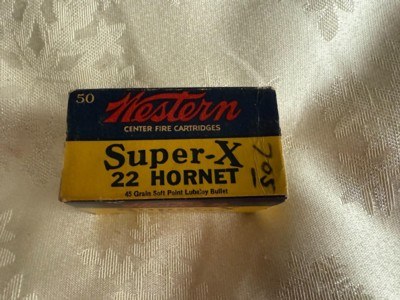 50
Western
CENTER FIRE CARTRIDGES
Super-X
22 HORNET
45 Grain Soft Point Lubaloy Bullet